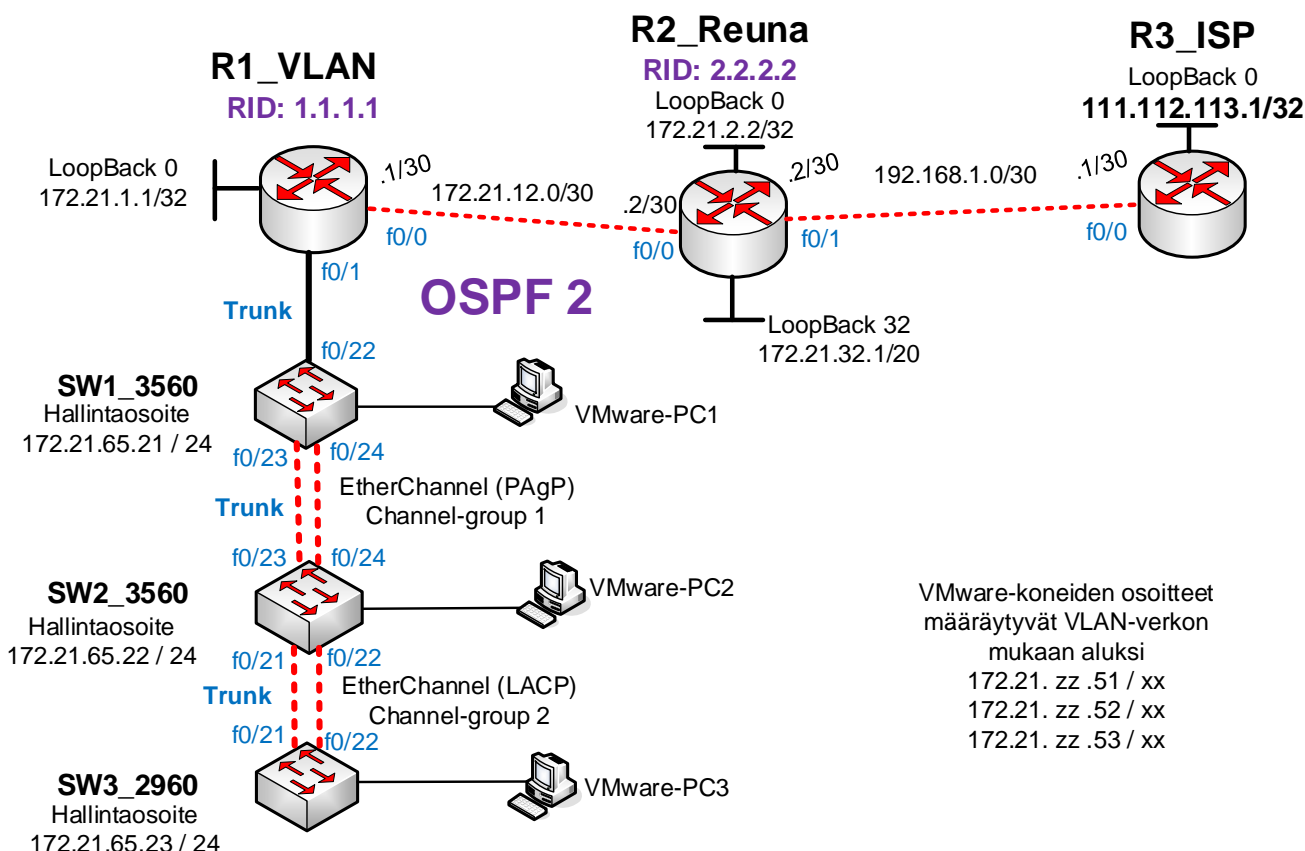 R1_VLAN
RID: 1.1.1.1
LoopBack 0
172.21.1.1/32
.1/30
172.21.12.0/30
f0/0
f0/1
R2_Reuna
RID: 2.2.2.2
LoopBack 0
172.21.2.2/32
.2/30
f0/0
.2/30
f0/1
192.168.1.0/30
LoopBack 32
172.21.32.1/20
R3_ISP
LoopBack 0
111.112.113.1/32
.1/30
f0/0
OSPF 2
Trunk
f0/22
SW1_3560
Hallintaosoite
172.21.65.21 / 24
VMware-PC1
f0/23
f0/24
Trunk
EtherChannel (PAgP)
Channel-group 1
f0/23
f0/24
SW2_3560
Hallintaosoite
172.21.65.22 / 24
VMware-PC2
f0/21
f0/22
Trunk
EtherChannel (LACP)
Channel-group 2
f0/21
f0/22
SW3_2960
Hallintaosoite
172.21.65.23 / 24
VMware-PC3
VMware-koneiden osoitteet
määräytyvät VLAN-verkon
mukaan aluksi
172.21. zz .51 / xx
172.21. zz .52 / xx
172.21. zz .53 / xx